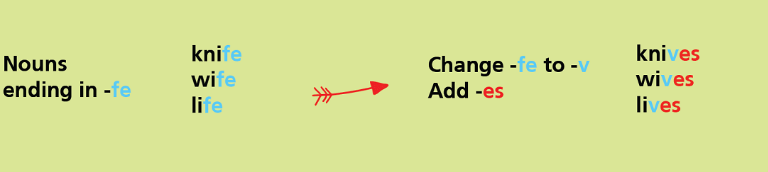 Nouns
ending in -fe
knife
wife
life
Change -fe to -v
Add -es
knives
wives
lives